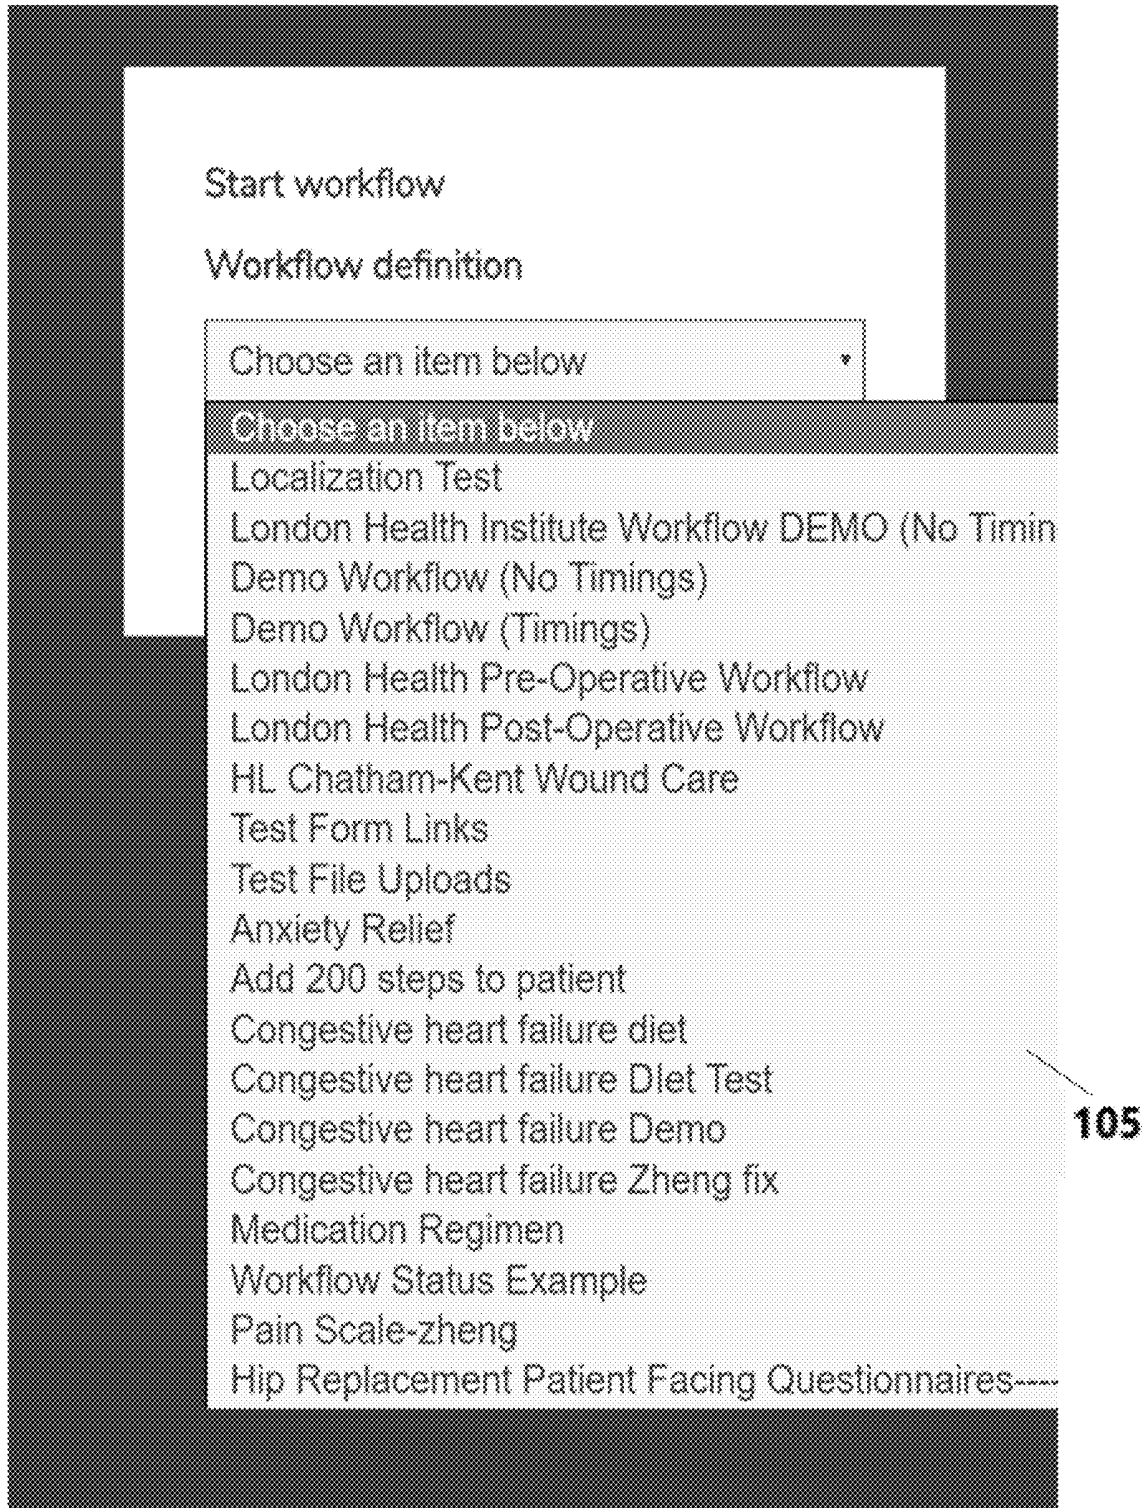 Start workflow
Workflow definition
Choose an item below
Choose an item below
Localization Test
London Health Institute Workflow DEMO (No Timin
Demo Workflow (No Timings)
Demo Workflow (Timings)
London Health Pre-Operative Workflow
London Health Post-Operative Workflow
HL Chatham-Kent Wound Care
Test Form Links
Test File Uploads
Anxiety Relief
Add 200 steps to patient
Congestive heart failure diet
Congestive heart failure DIet Test
Congestive heart failure Demo
105
Congestive heart failure Zheng fix
Medication Regimen
Workflow Status Example
Pain Scale-zheng
Hip Replacement Patient Facing Questionnaires----